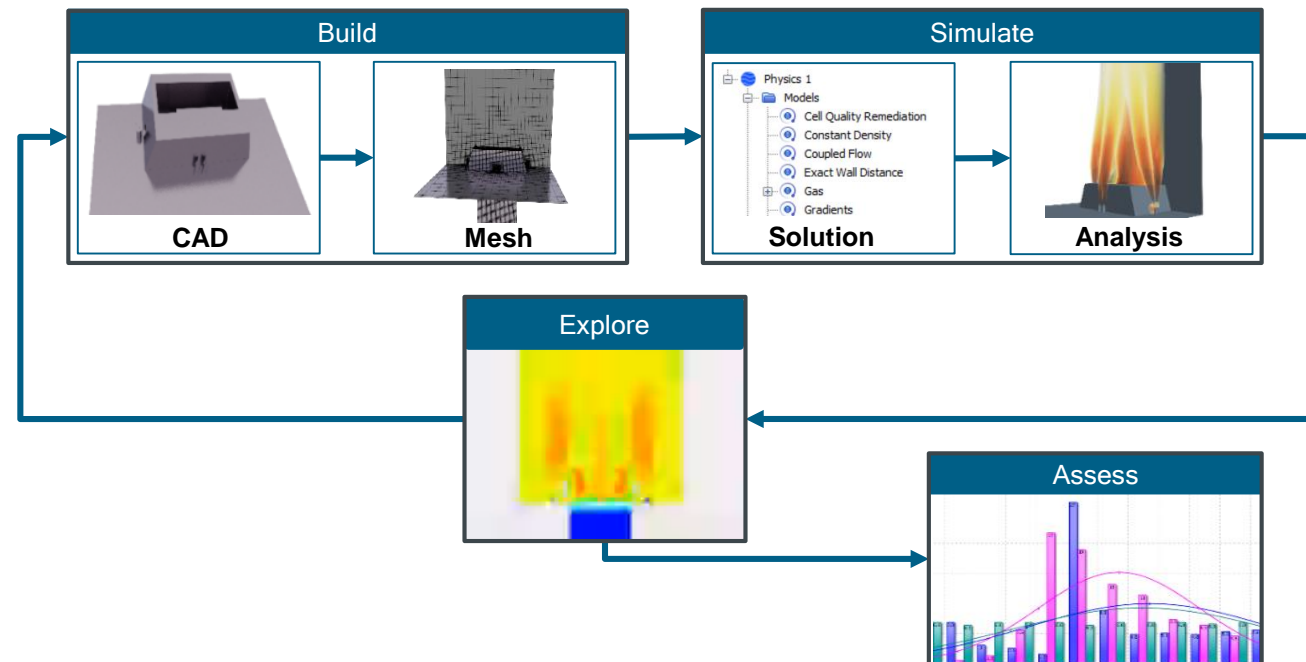 Build
CAD
Mesh
Simulate
Physics 1
Models
Cell Quality Remediation
Constant Density
Coupled Flow
Exact Wall Distance
Gas
Gradients
Solution
Analysis
Explore
Assess